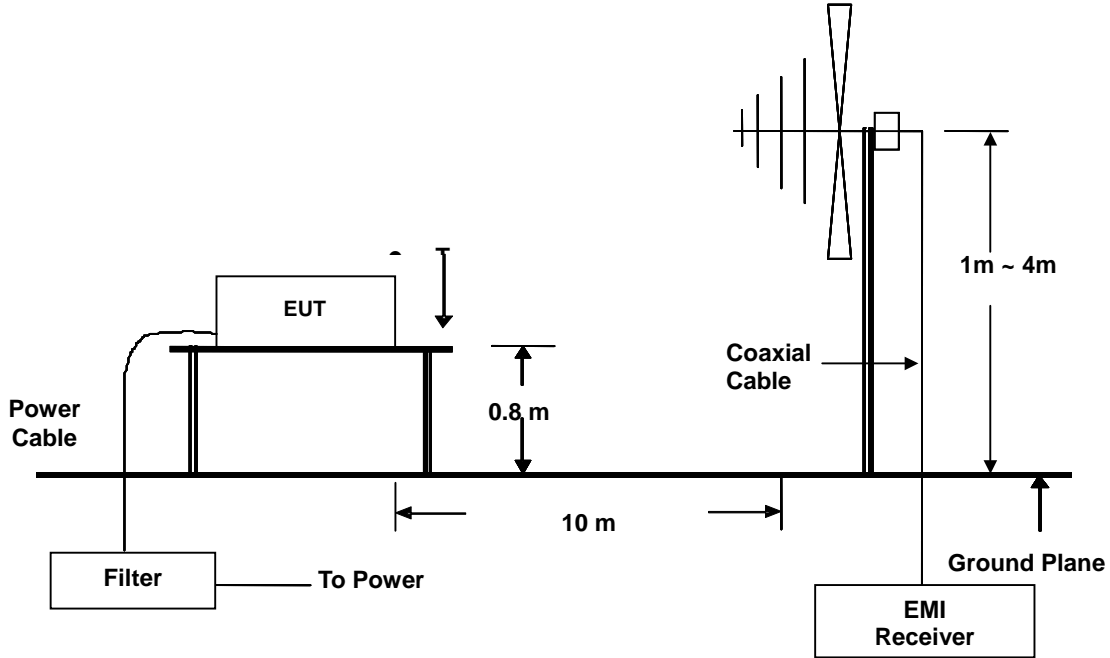 1m ~ 4m
EUT
Coaxial
Cable
0.8 m
Power
Cable
10 m
Ground Plane
Filter
To Power
EMI
Receiver